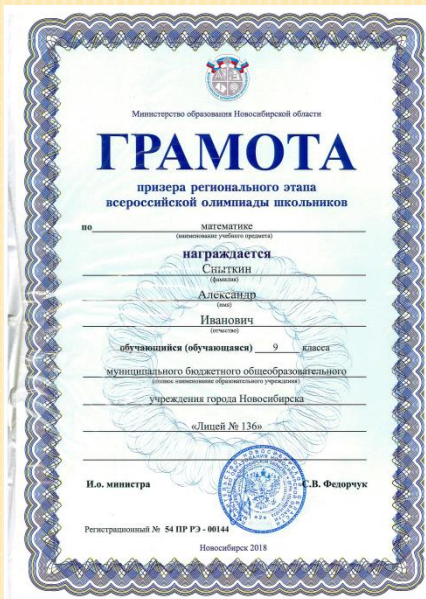 Министерство образования Новосибирской области
ГРАМОТА
призера регионального этапа
всероссийской олимпиады школьников
по математике
(наименование учебного предмета)
награждается
Сныткин
(фамилия)
Александр
(имя)
Иванович
(отчество)
обучающийся (обучающаяся) 9 класса
муниципального бюджетного общеобразовательного
(полное наименование образовательного учреждения)
учреждения города Новосибирска
«Лицей № 136»
И.о. министра С.В. Федорчук
Регистрационный № 54 ПР РЭ - 00144
Новосибирск 2018